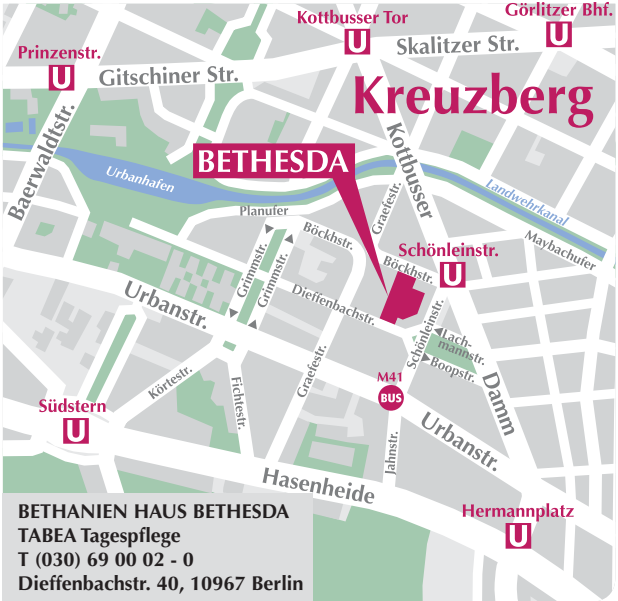 Görlitzer Bhf.
U
Kottbusser Tor
U
Skalitzer Str.
Prinzenstr.
U
Gitschiner Str.
Kreuzberg
Baerwaldtstr.
Kottbusser
BETHESDA
Urbanhafen
Landwehrkanal
Planufer
Graefestr.
Maybachufer
Böckhstr.
Schönleinstr.
U
Böckhstr.
Grimmstr.
Grimmstr.
Dieffenbachstr.
Urbanstr.
Schönleinstr.
Lach-
mannstr.
Boopstr.
Graefestr.
M41
BUS
Damm
Körtestr.
Fichtestr.
Südstern
U
Urbanstr.
Jahnstr.
Hasenheide
Hermannplatz
U
BETHANIEN HAUS BETHESDA
TABEA Tagespflege
T (030) 69 00 02 - 0
Dieffenbachstr. 40, 10967 Berlin